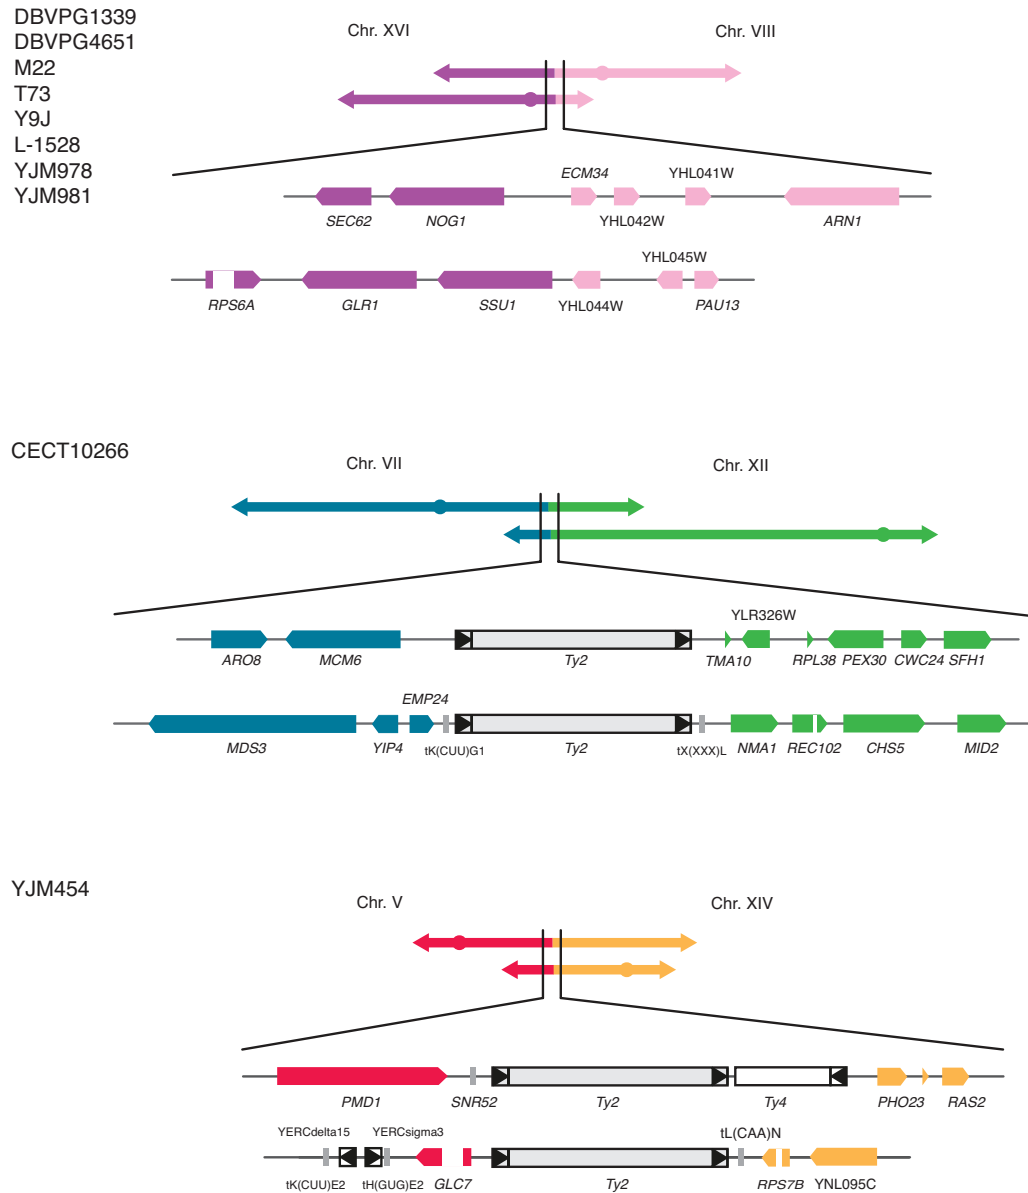 DBVPG1339
DBVPG4651
M22
T73
Y9J
L-1528
YJM978
YJM981
Chr. XVI Chr. VIII
ECM34 YHL041W
SEC62 NOG1 YHL042W ARN1
YHL045W
RPS6A GLR1 SSU1 YHL044W PAU13
CECT10266
Chr. VII Chr. XII
YLR326W
ARO8 MCM6 Ty2 TMA10 RPL38 PEX30 CWC24 SFH1
EMP24
MDS3 YIP4 tK(CUU)G1 Ty2 tX(XXX)L NMA1 REC102 CHS5 MID2
YJM454
Chr. V Chr. XIV
PMD1 SNR52 Ty2 Ty4 PHO23 RAS2
YERCdelta15 YERCsigma3 tL(CAA)N
tK(CUU)E2 tH(GUG)E2 GLC7 Ty2 RPS7B YNL095C